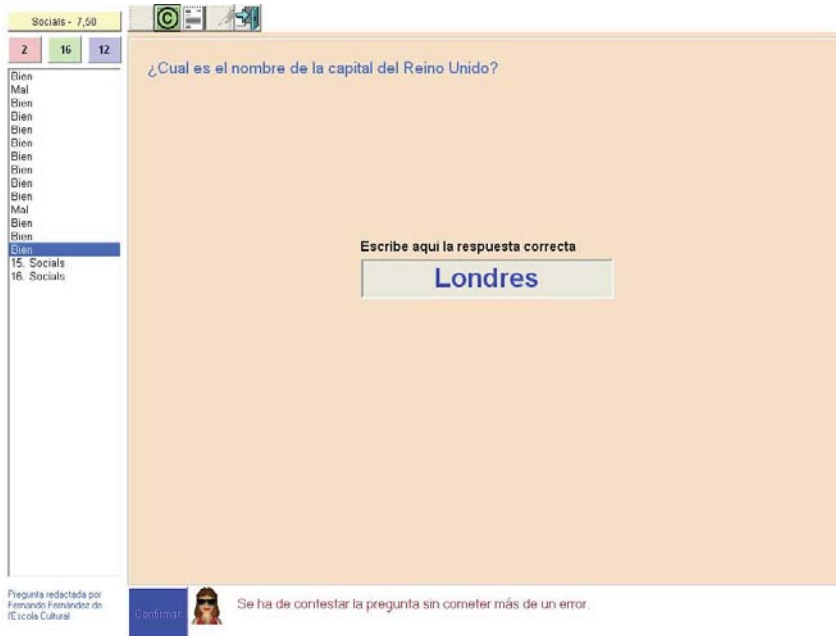 Socials - 7,50
2 16 12
Bien
Mal
Bien
Bien
Bien
Bien
Bien
Bien
Bien
Bien
Mal
Bien
Bien
Bien
15. Socials
16. Socials
¿Cual es el nombre de la capital del Reino Unido?
Escribe aqui la respuesta correcta
Londres
Pregunta redactada por
Fernando Fernández de
l'Escola Cultural
Confirmar
Se ha de contestar la pregunta sin cometer más de un error.